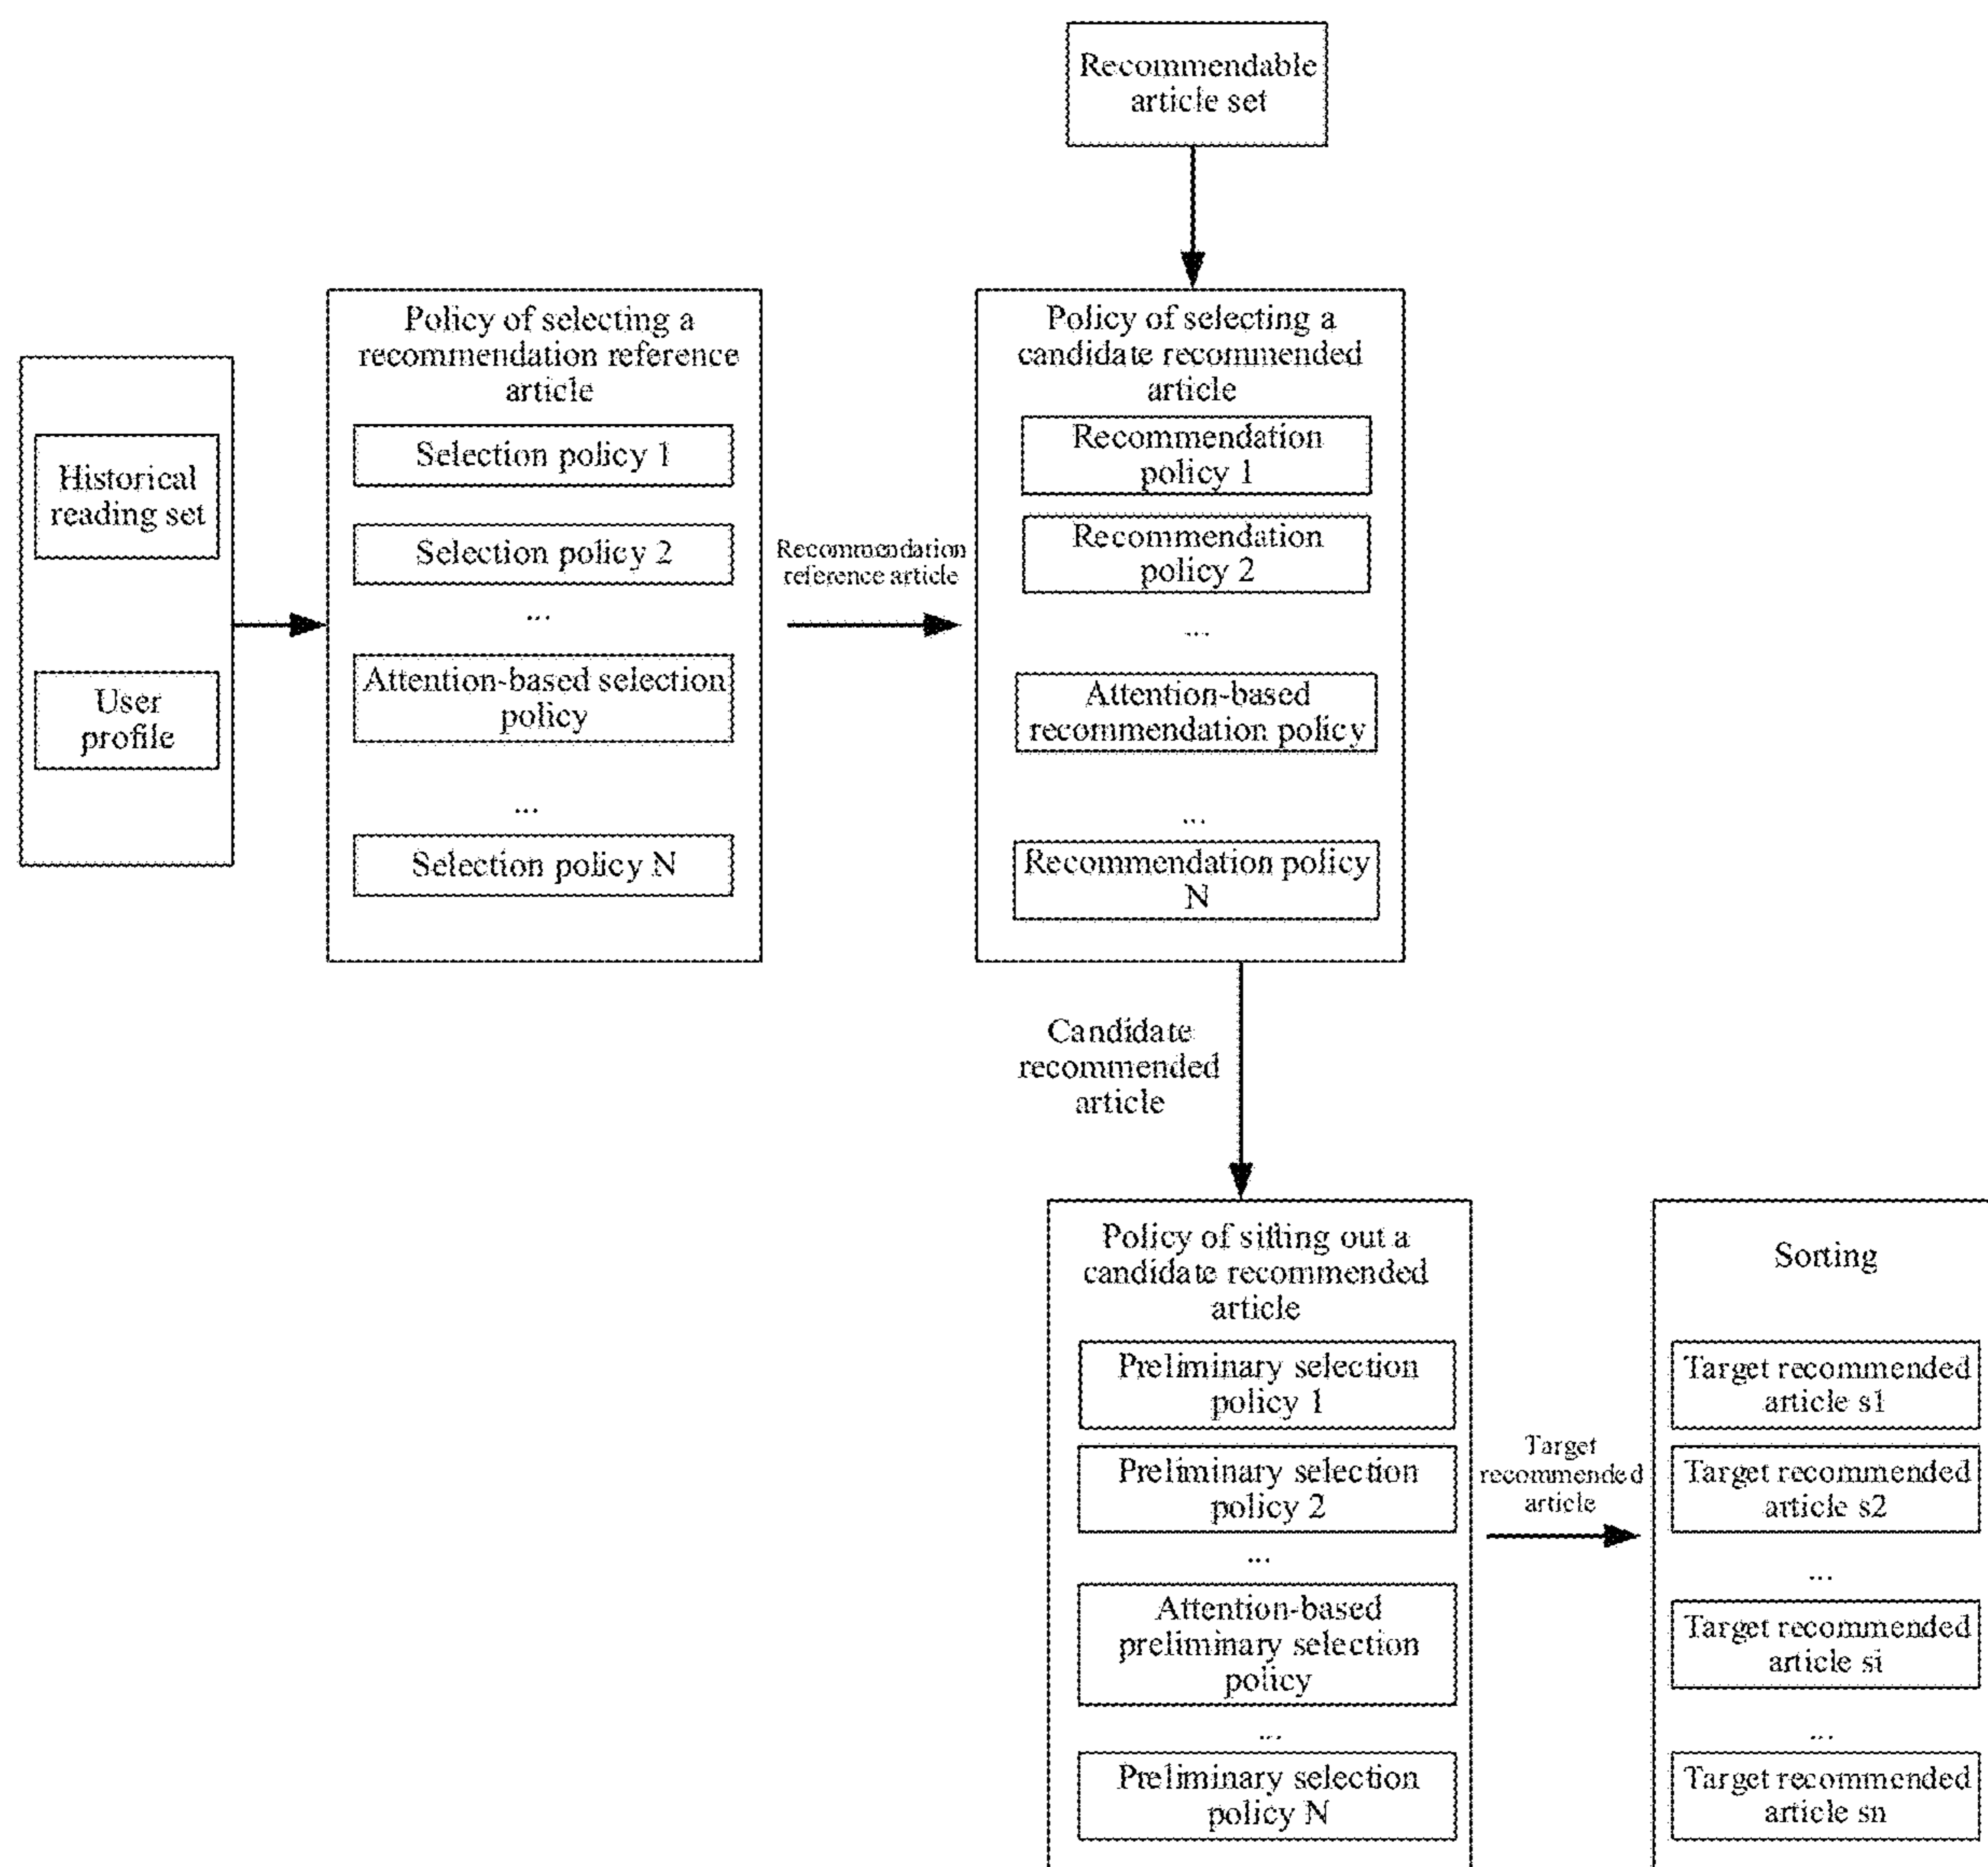 Recommendable
article set
Historical
reading set
User
profile
Policy of selecting a
recommendation reference
article
Selection policy 1
Selection policy 2
...
Attention-based selection
policy
...
Selection policy N
Recommendation
reference article
Policy of selecting a
candidate recommended
article
Recommendation
policy 1
Recommendation
policy 2
...
Attention-based
recommendation policy
...
Recommendation policy
N
Candidate
recommended
article
Policy of sifting out a
candidate recommended
article
Preliminary selection
policy 1
Preliminary selection
policy 2
...
Attention-based
preliminary selection
policy
...
Preliminary selection
policy N
Target
recommended
article
Sorting
Target recommended
article s1
Target recommended
article s2
...
Target recommended
article si
...
Target recommended
article sn